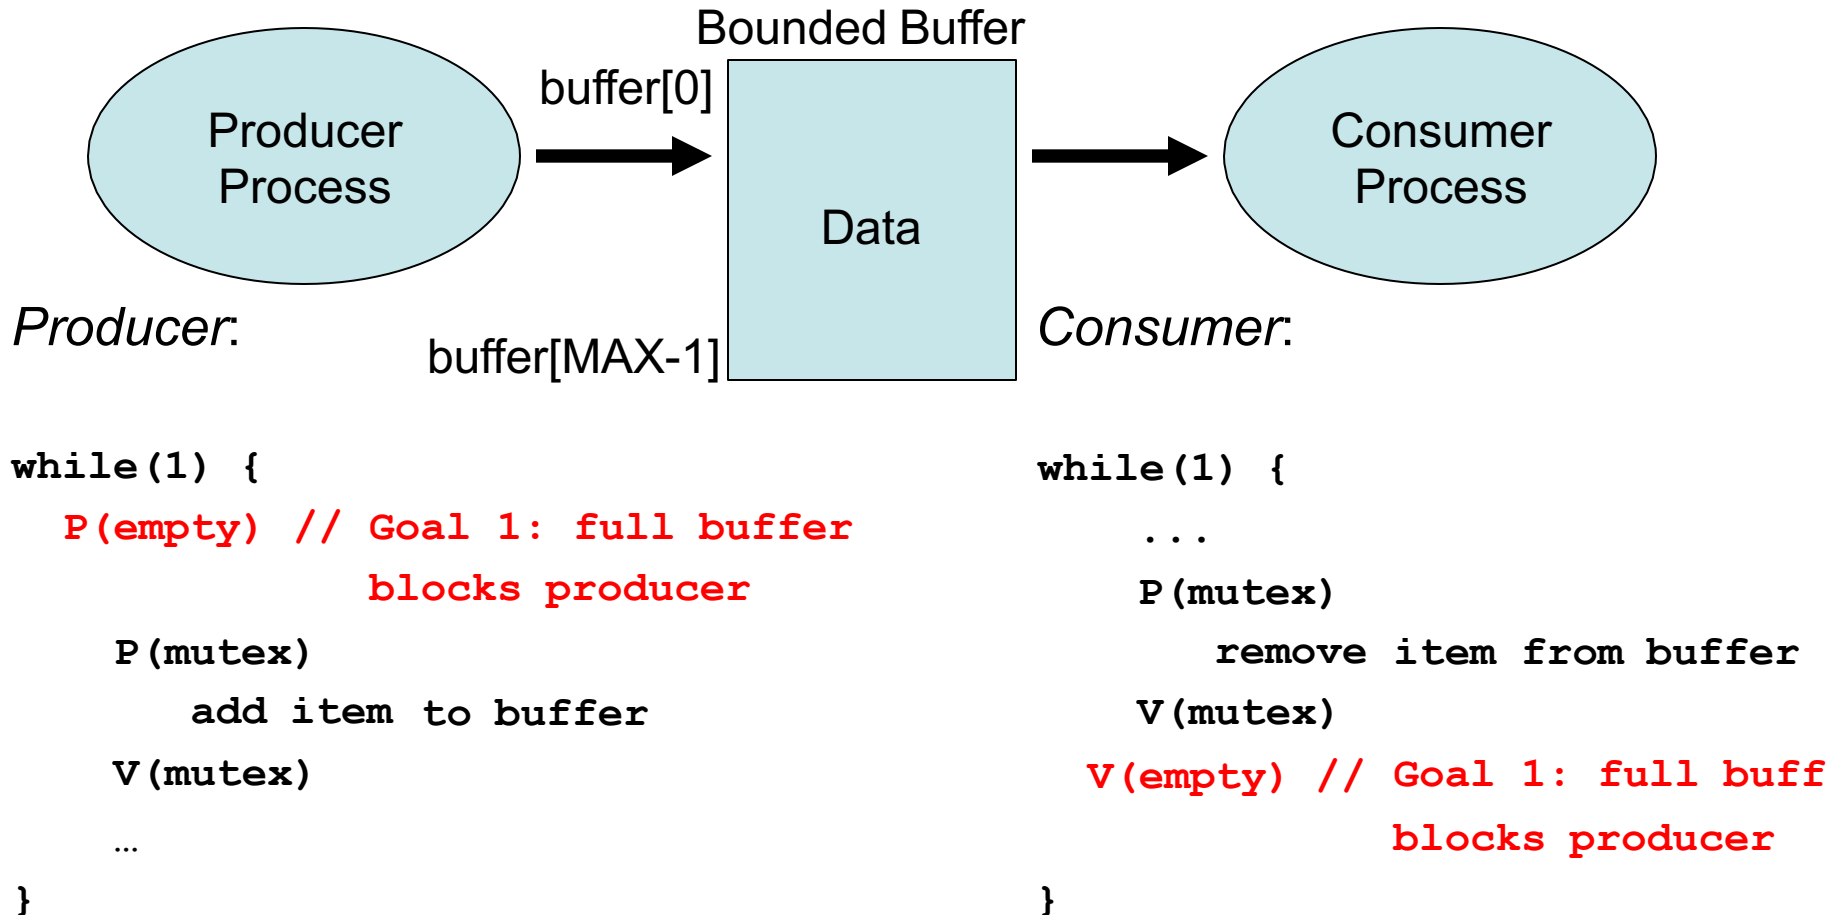 Bounded Buffer
buffer[0]
Producer
Process
Data
Consumer
Process
buffer[MAX-1]
Producer:
while(1) {
P(empty) // Goal 1: full buffer
blocks producer
P(mutex)
add item to buffer
V(mutex)
…
}
Consumer:
while(1) {
...
P(mutex)
remove item from buffer
V(mutex)
V(empty) // Goal 1: full buff
blocks producer
}